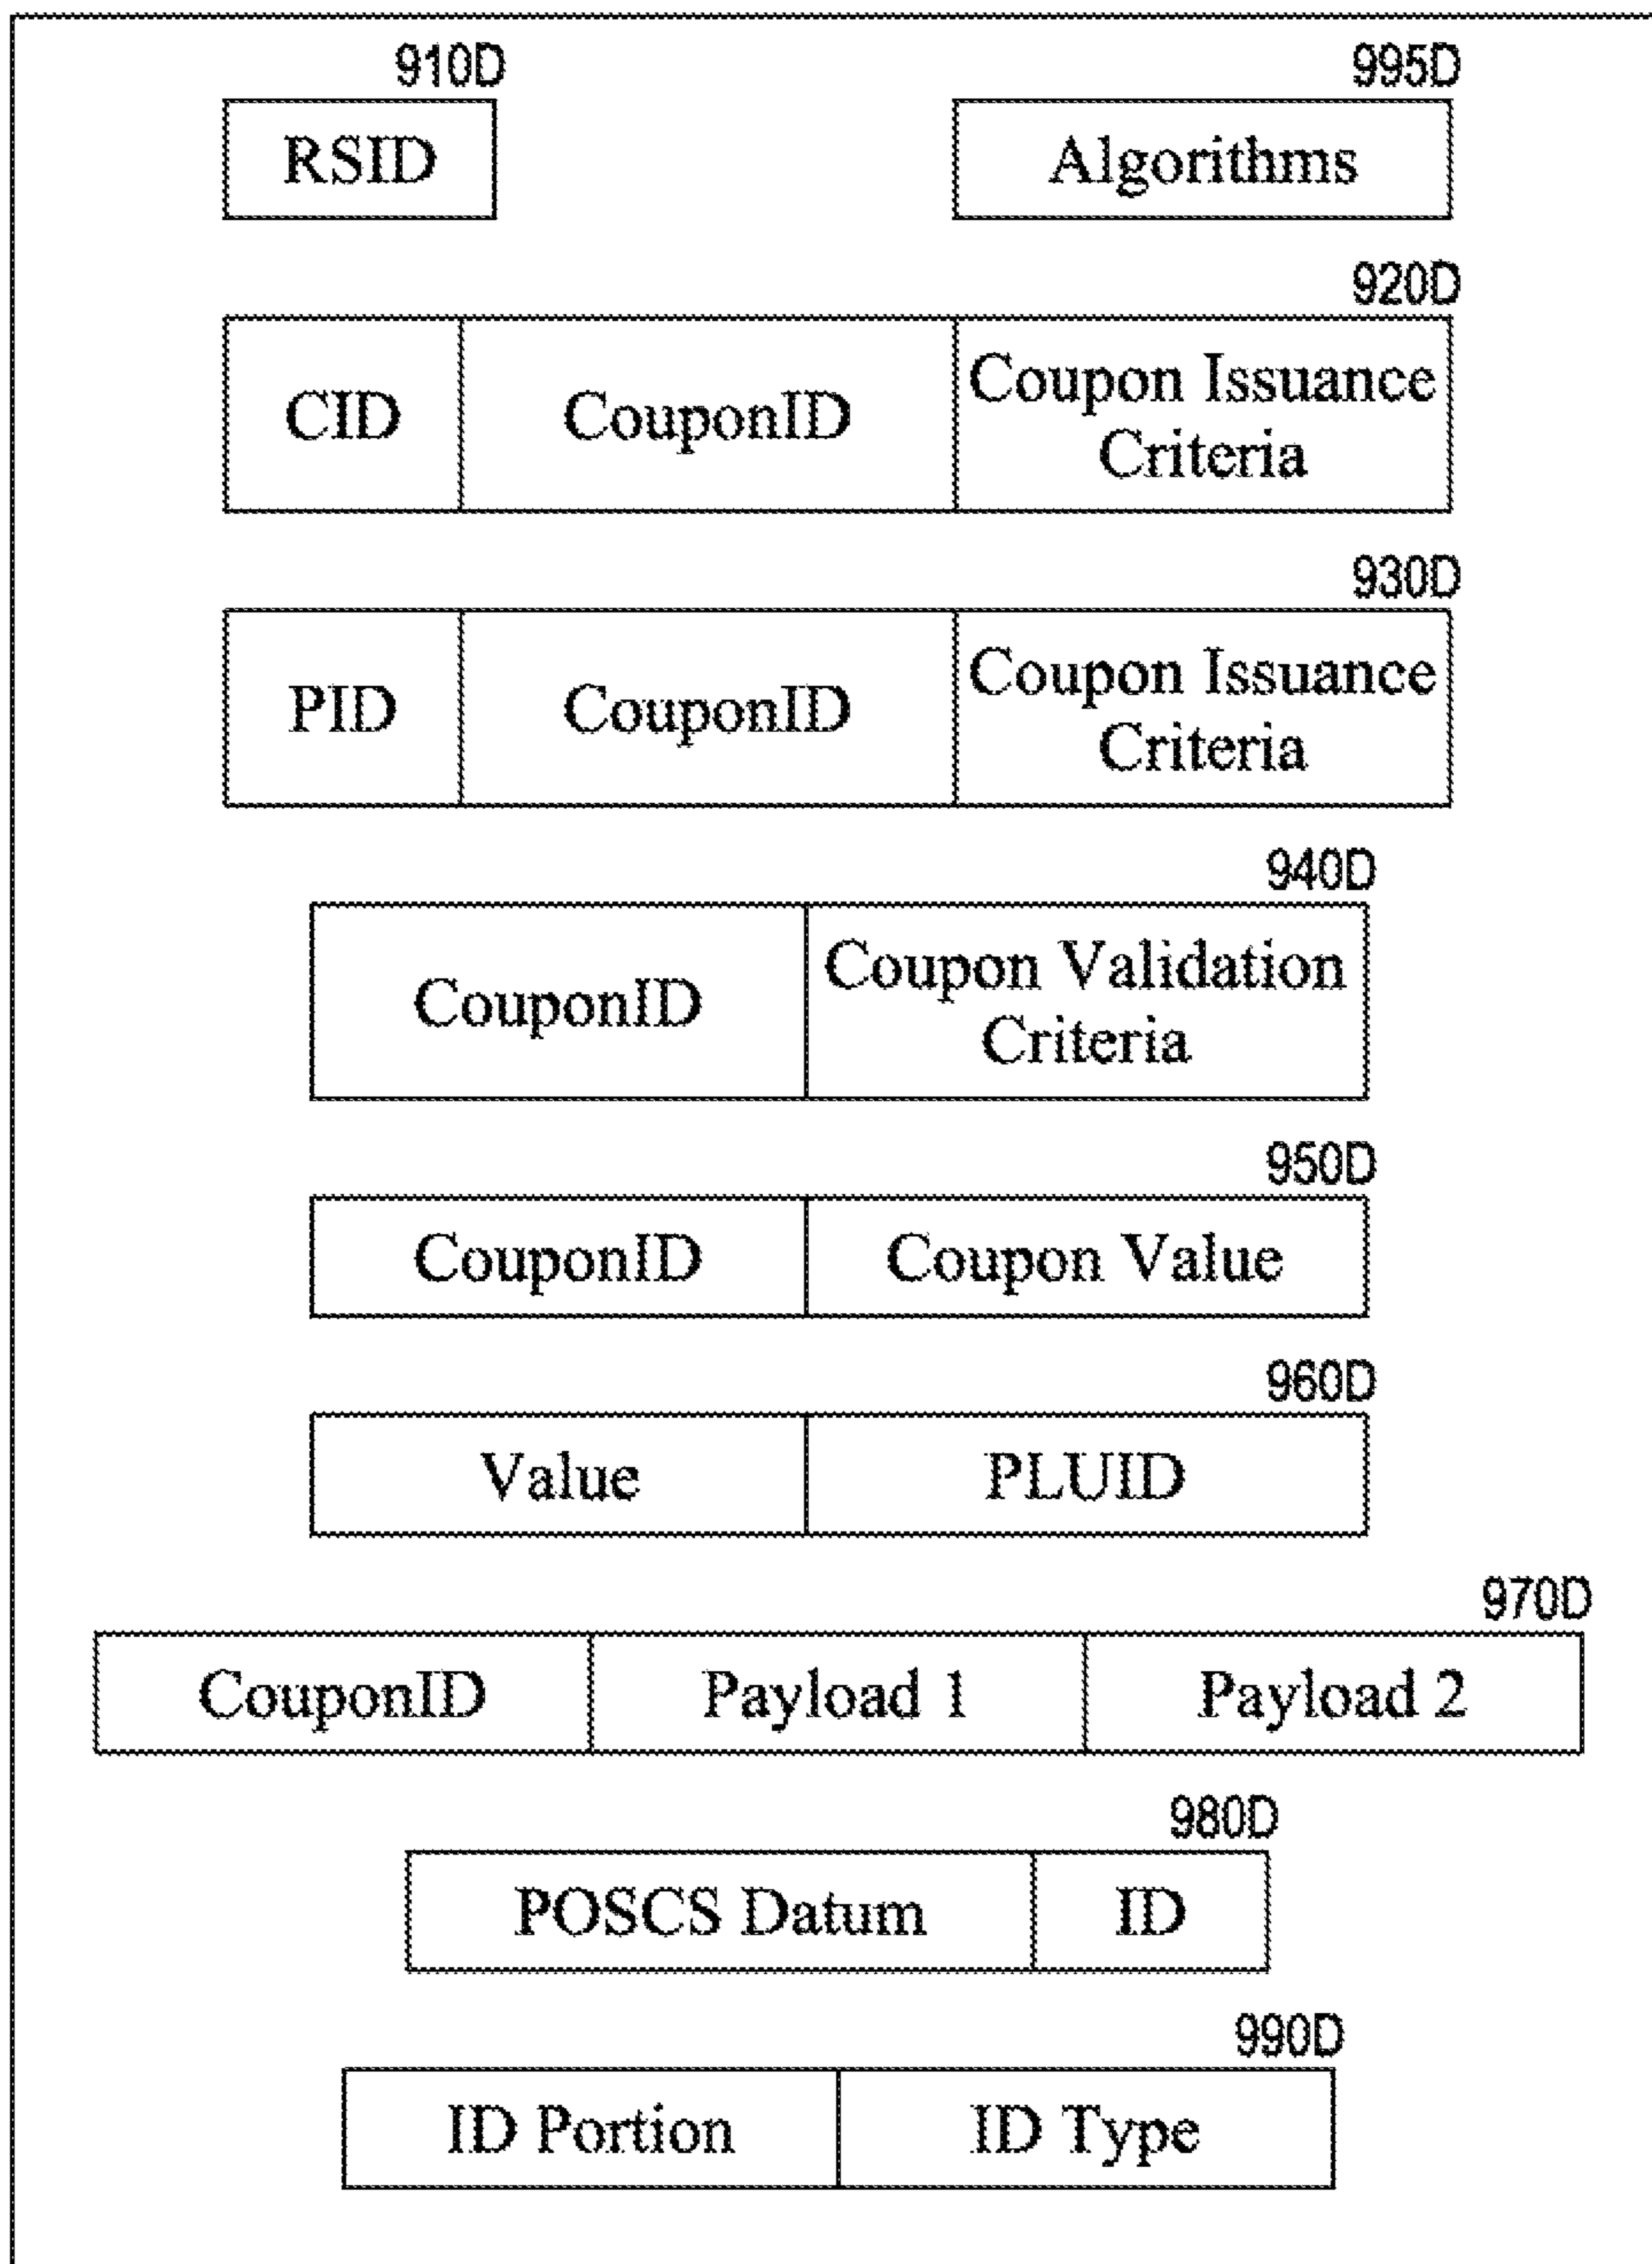 910D 995D
RSID Algorithms
920D
CID CouponID Coupon Issuance
Criteria
930D
PID CouponID Coupon Issuance
Criteria
940D
CouponID Coupon Validation
Criteria
950D
CouponID Coupon Value
960D
Value PLUID
970D
CouponID Payload 1 Payload 2
980D
POSCS Datum ID
990D
ID Portion ID Type